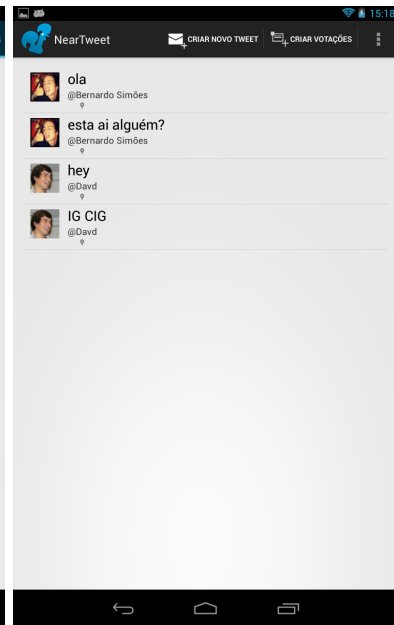 15:18
NearTweet
CRIAR NOVO TWEET
CRIAR VOTAÇÕES
ola
@Bernardo Simões
esta ai alguém?
@Bernardo Simões
hey
@Davd
IG CIG
@Davd